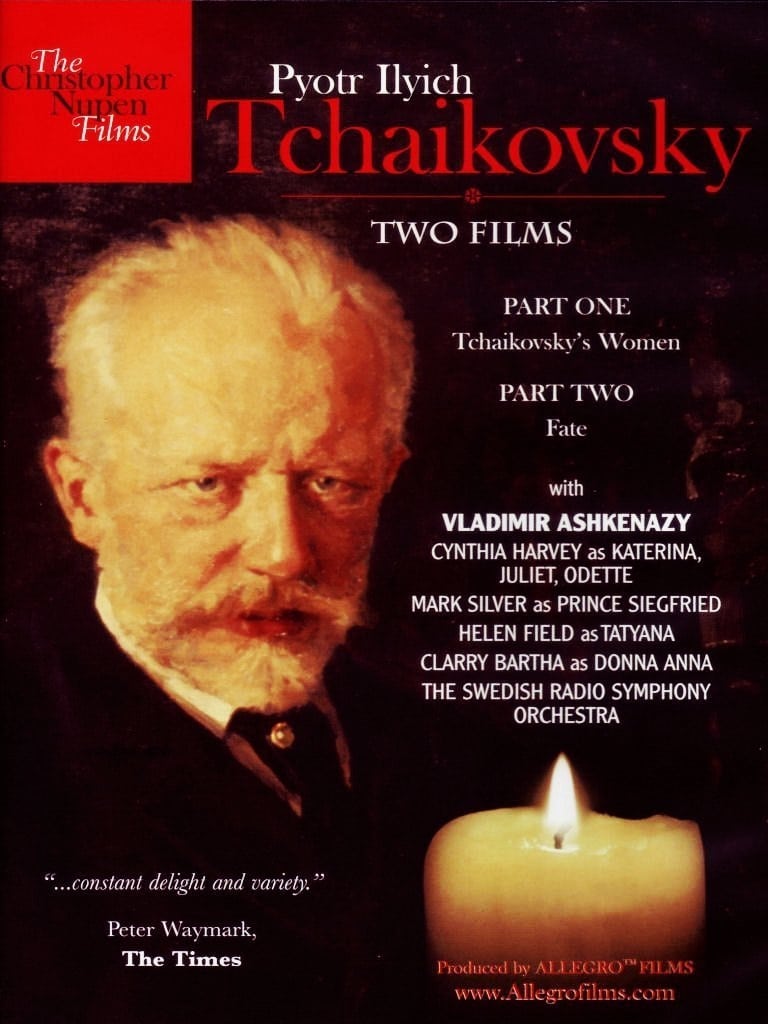 The
Christopher
Nupen
Films
Pyotr Ilyich
Tchaikovsky
TWO FILMS
PART ONE
Tchaikovsky's Women
PART TWO
Fate
with
VLADIMIR ASHKENAZY
CYNTHIA HARVEY as KATERINA,
JULIET, ODETTE
MARK SILVER as PRINCE SIEGFRIED
HELEN FIELD as TATYANA
CLARRY BARTHA as DONNA ANNA
THE SWEDISH RADIO SYMPHONY
ORCHESTRA
"...constant delight and variety."
Peter Waymark,
The Times
Produced by ALLEGRO™ FILMS
www.Allegrofilms.com